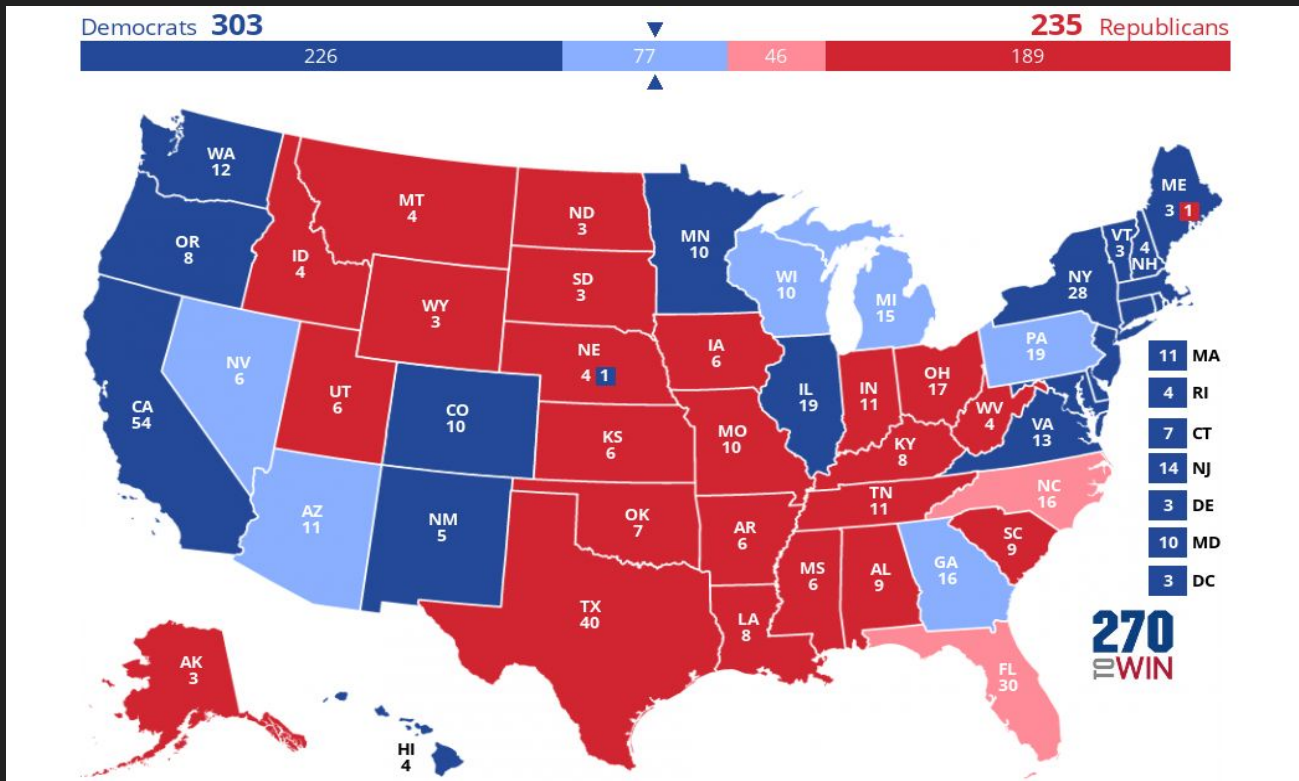 Democrats 303
235 Republicans
226 77 46 189
WA
12
OR
8
CA
54
NV
6
ID
4
MT
4
WY
3
UT
6
AZ
11
CO
10
NM
5
ND
3
SD
3
NE
4 1
KS
6
OK
7
TX
40
MN
10
IA
6
MO
10
AR
6
LA
8
WI
10
IL
19
MI
15
IN
11
OH
17
KY
8
TN
11
MS
6
AL
9
GA
16
FL
30
SC
9
NC
16
WV
4
VA
13
PA
19
NY
28
VT
3
4
NH
ME
3 1
11 MA
4 RI
7 CT
14 NJ
3 DE
10 MD
3 DC
AK
3
HI
4
270
TO WIN